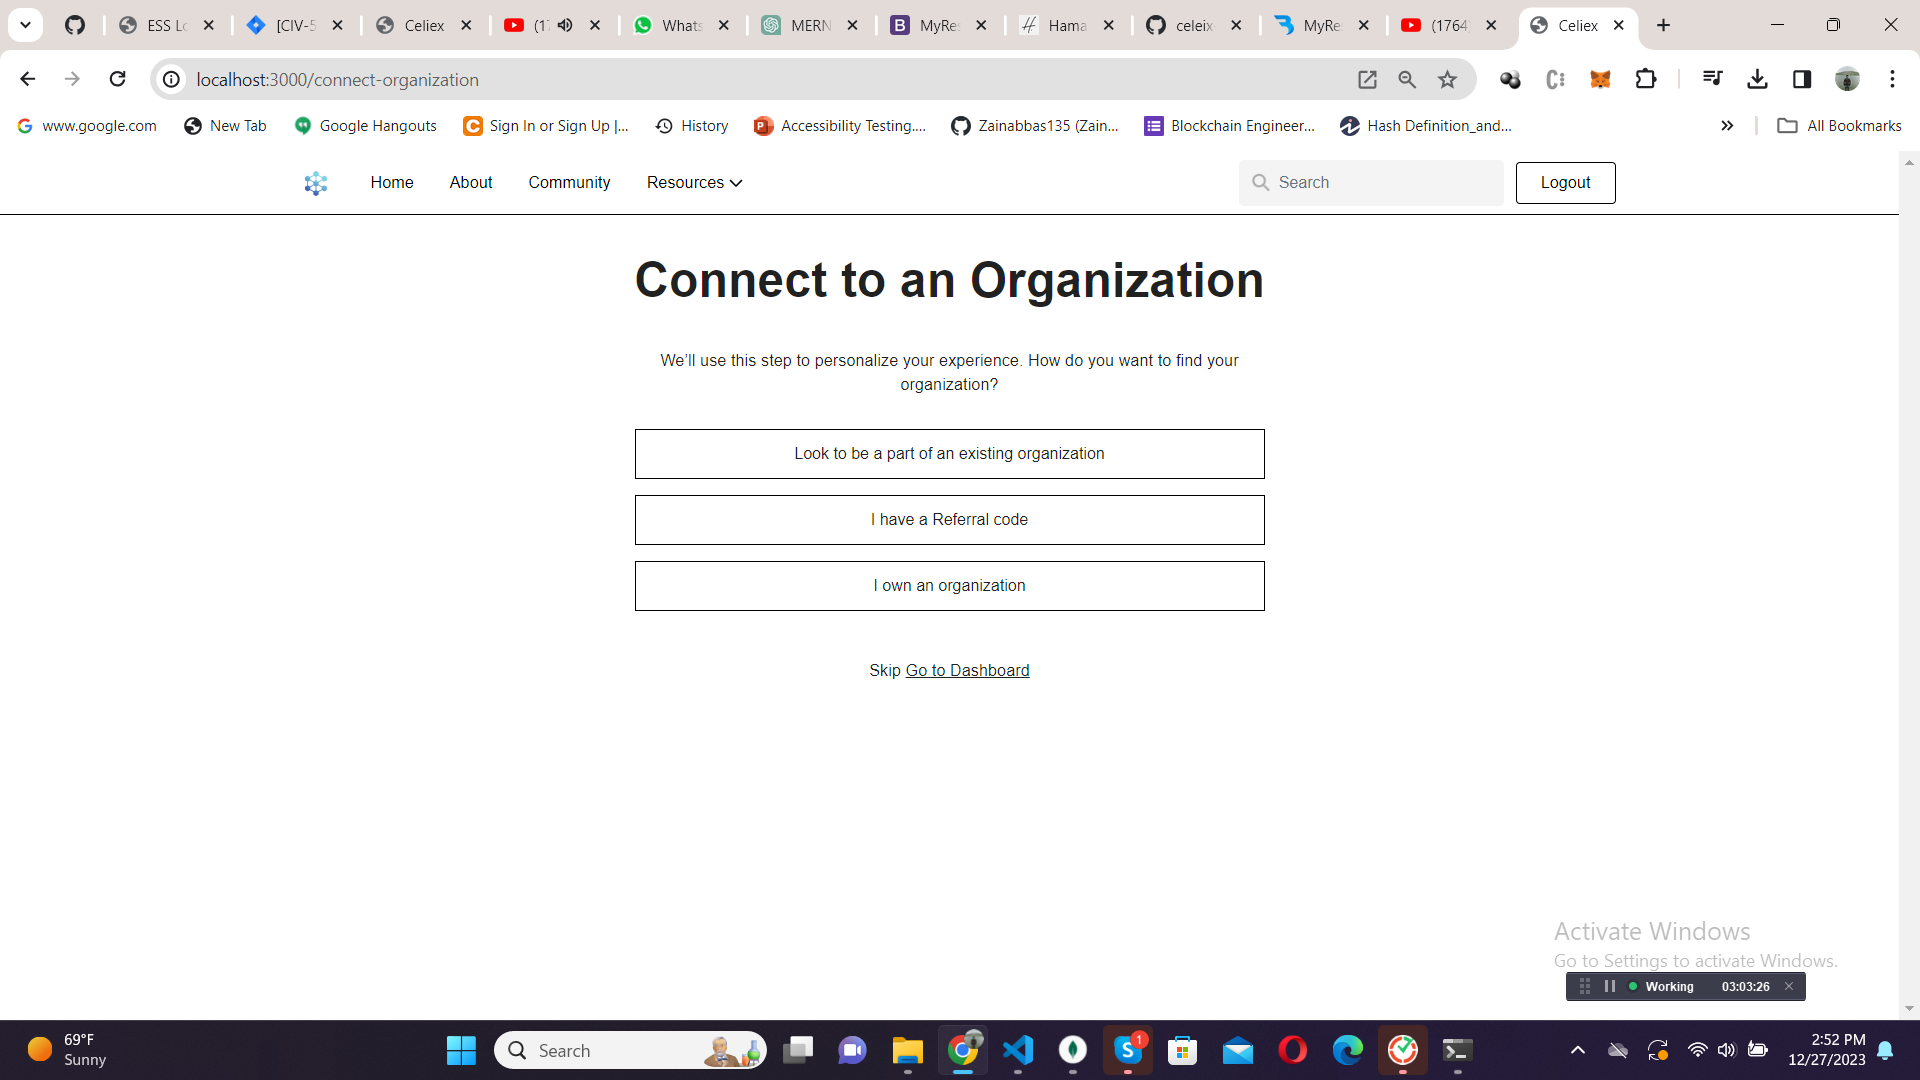 ESS Lo
[CIV-5
Celiex
(17
Whats
MERN
MyRes
Hama
celeix
MyRe
(1764
Celiex
localhost:3000/connect-organization
www.google.com
New Tab
Google Hangouts
Sign In or Sign Up |...
History
Accessibility Testing....
Zainabbas135 (Zain...
Blockchain Engineer...
Hash Definition_and...
All Bookmarks
Home
About
Community
Resources
Search
Logout
Connect to an Organization
We'll use this step to personalize your experience. How do you want to find your
organization?
Look to be a part of an existing organization
I have a Referral code
I own an organization
Skip Go to Dashboard
Activate Windows
Go to Settings to activate Windows.
Working 03:03:26
69°F
Sunny
Search
1
2:52 PM
12/27/2023